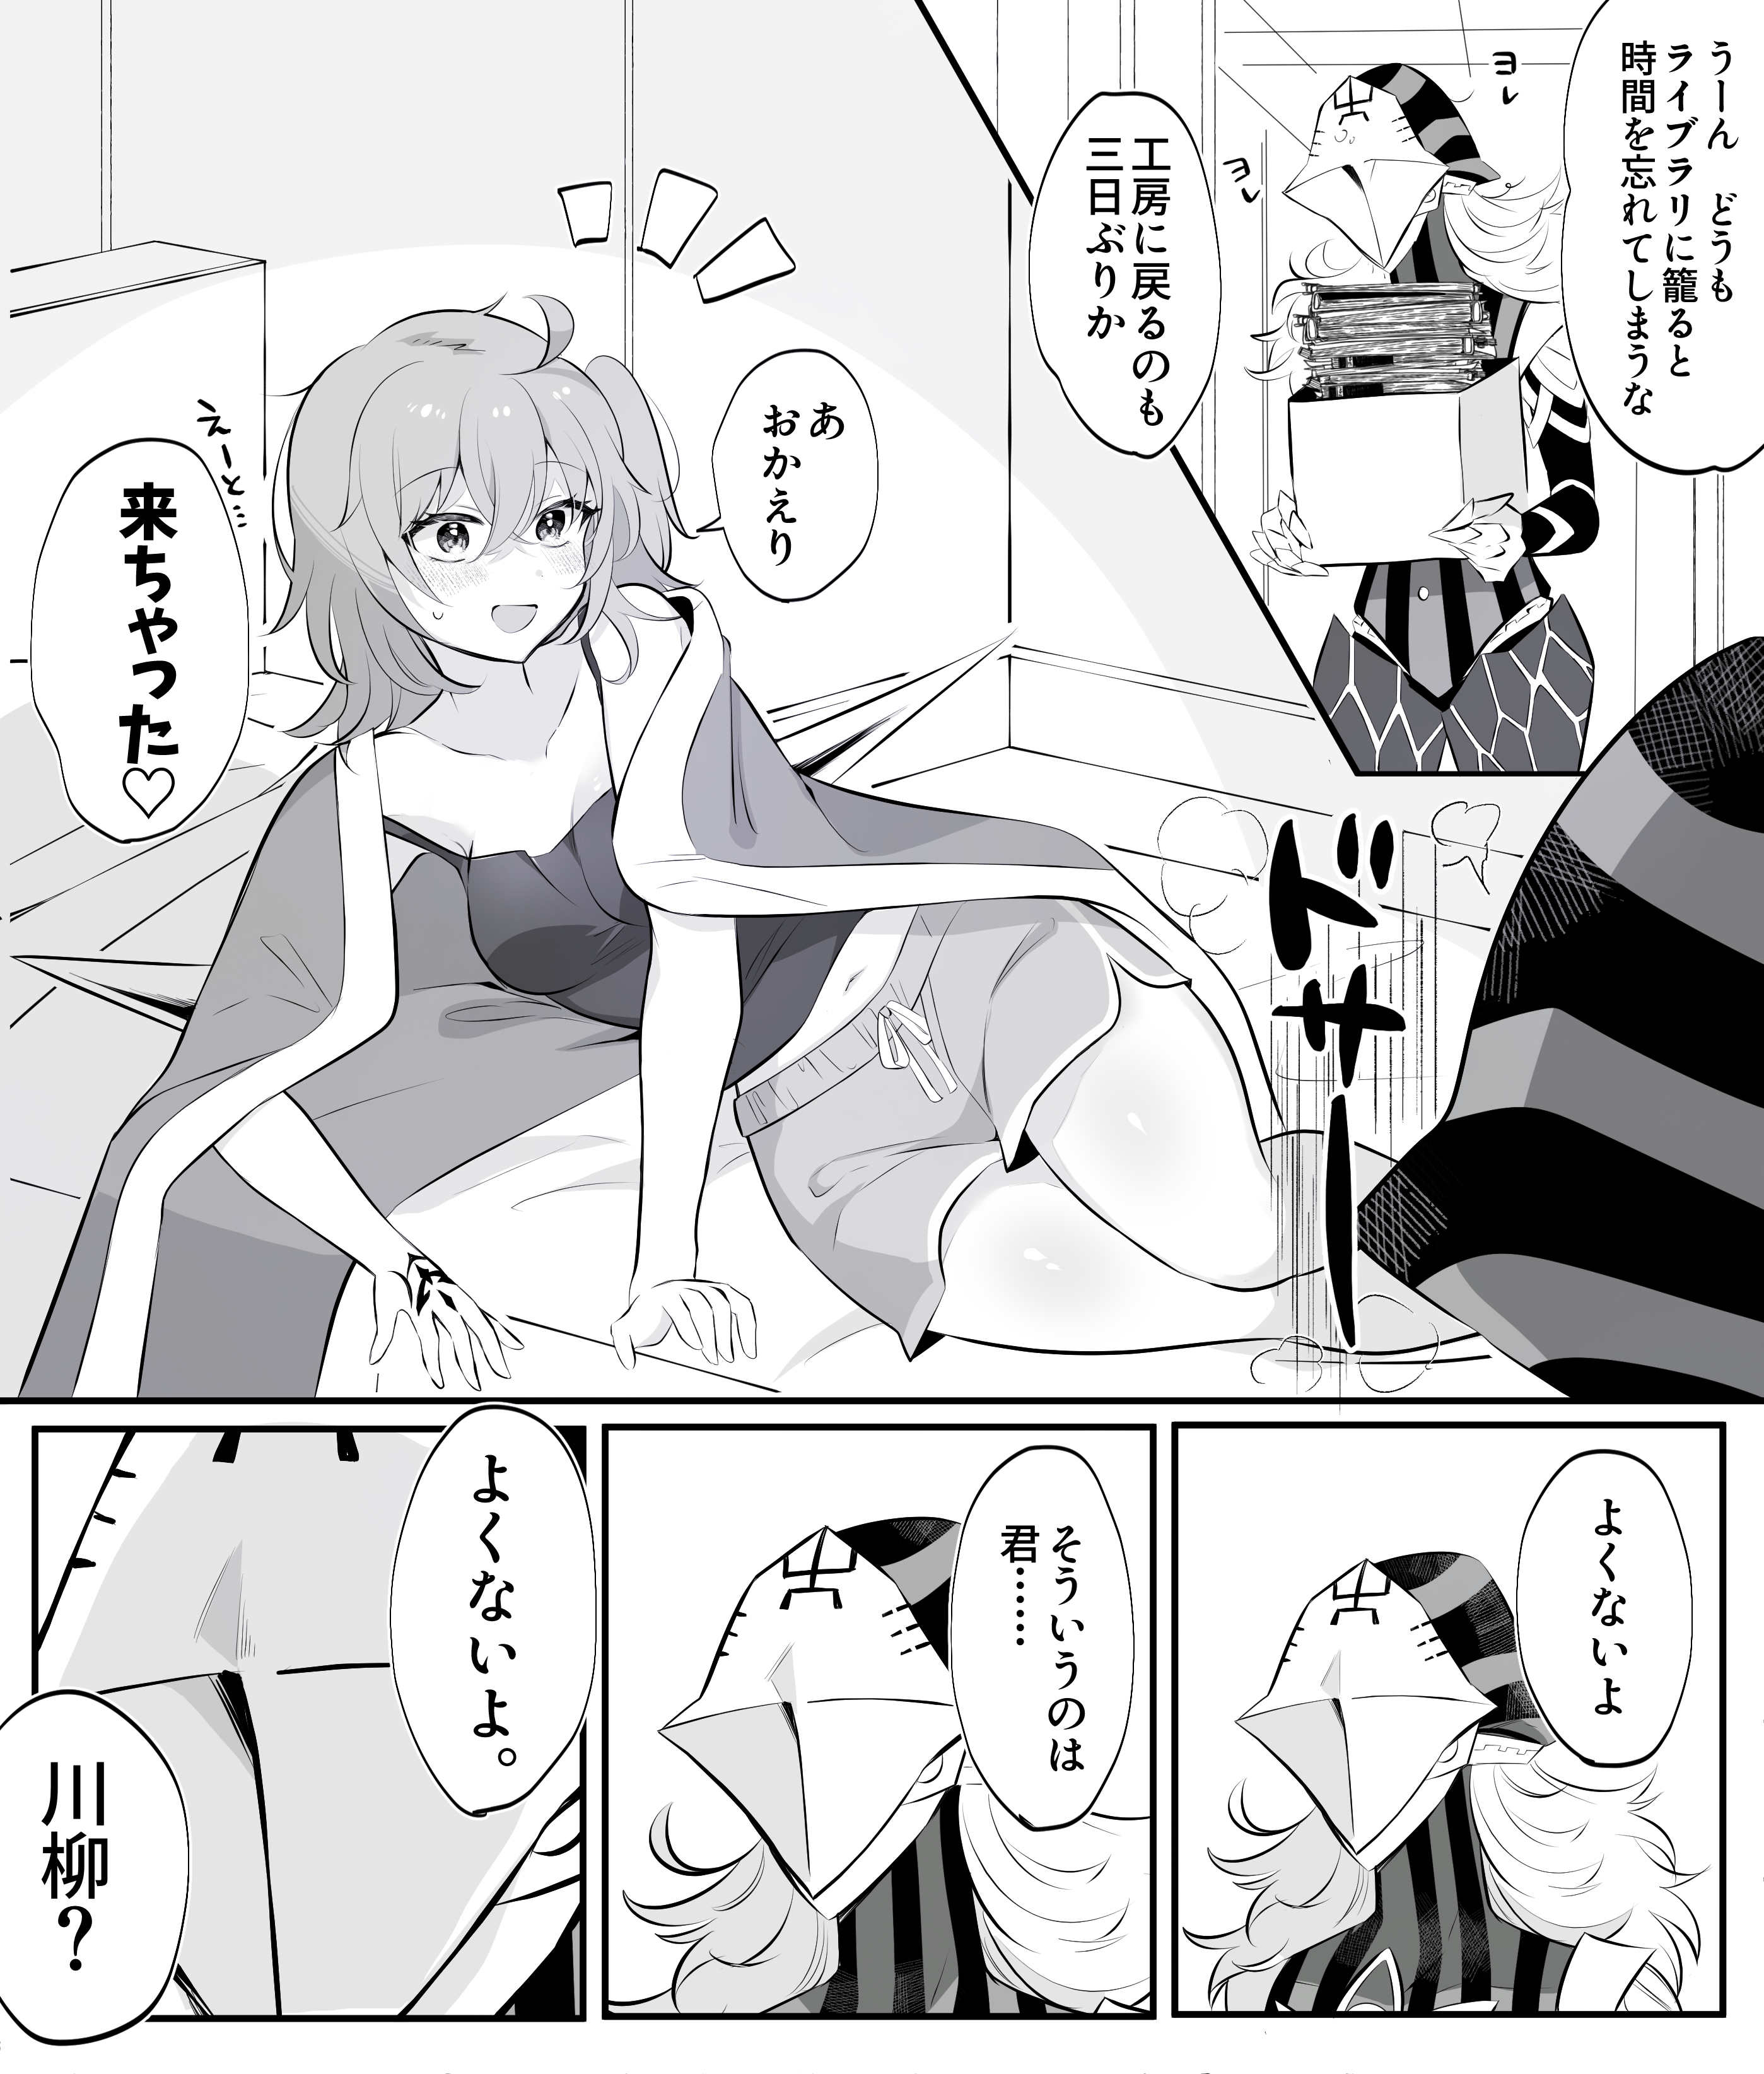 うーん　どうも
ライブラリに籠ると
時間を忘れてしまうな
ヨレ
ヨレ
工房に戻るのも
三日ぶりか
あ
おかえり
えーと…
来ちゃった♡
ドサー
よくないよ
そういうのは
君……
よくないよ。
川柳？